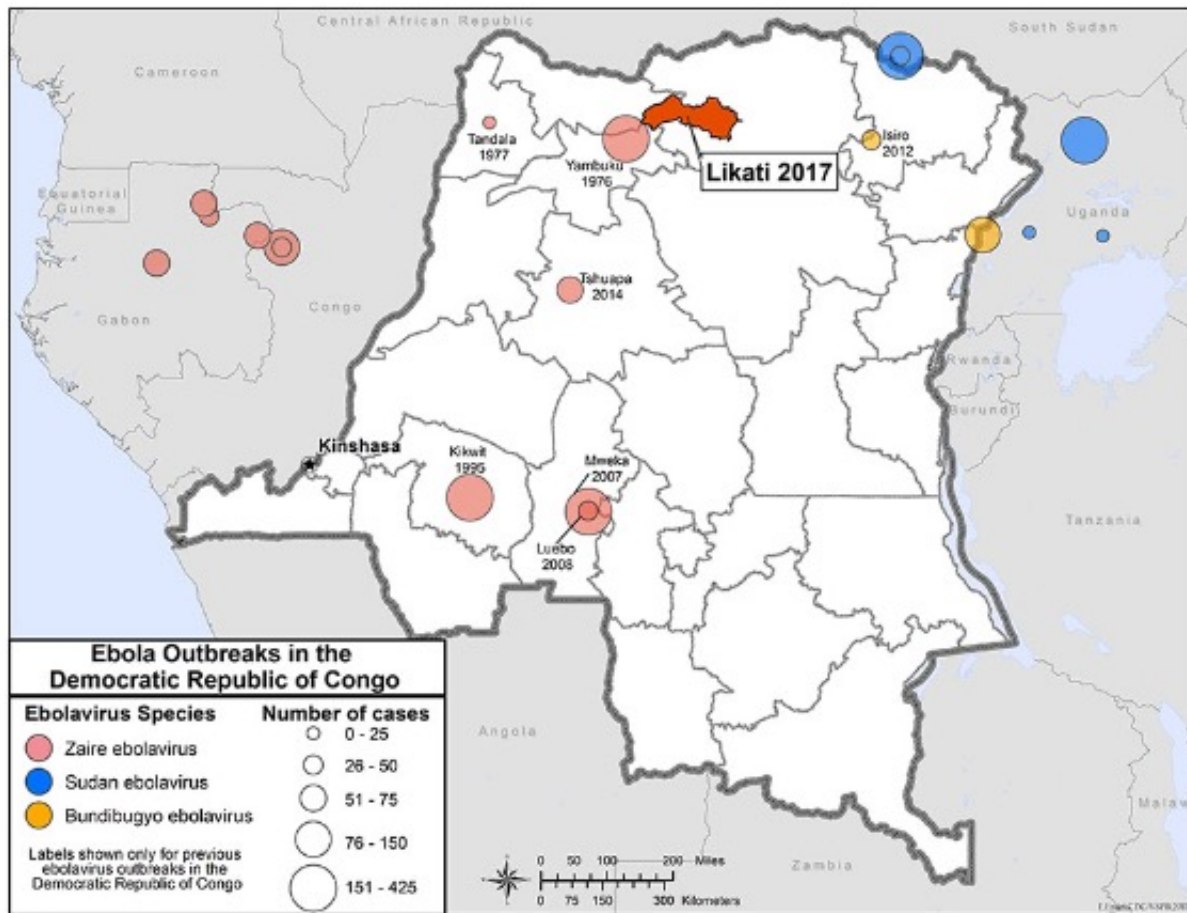 Central African Republic
South Sudan
Cameroon
Tandala
1977
Yambuku
1976
Isiro
2012
Likati 2017
Equatorial
Guinea
Uganda
Tshuapa
2014
Gabon
Congo
Rwanda
Burundi
Kinshasa
Kikwit
1995
Mweka
2007
Luebo
2008
Tanzania
Angola
Zambia
Malaw
Ebola Outbreaks in the
Democratic Republic of Congo
Ebolavirus Species
Zaire ebolavirus
Sudan ebolavirus
Bundibugyo ebolavirus
Labels shown only for previous
ebolavirus outbreaks in the
Democratic Republic of Congo
Number of cases
0 - 25
26 - 50
51 - 75
76 - 150
151 - 425
0 50 100 200 Miles
0 75 150 300 Kilometers